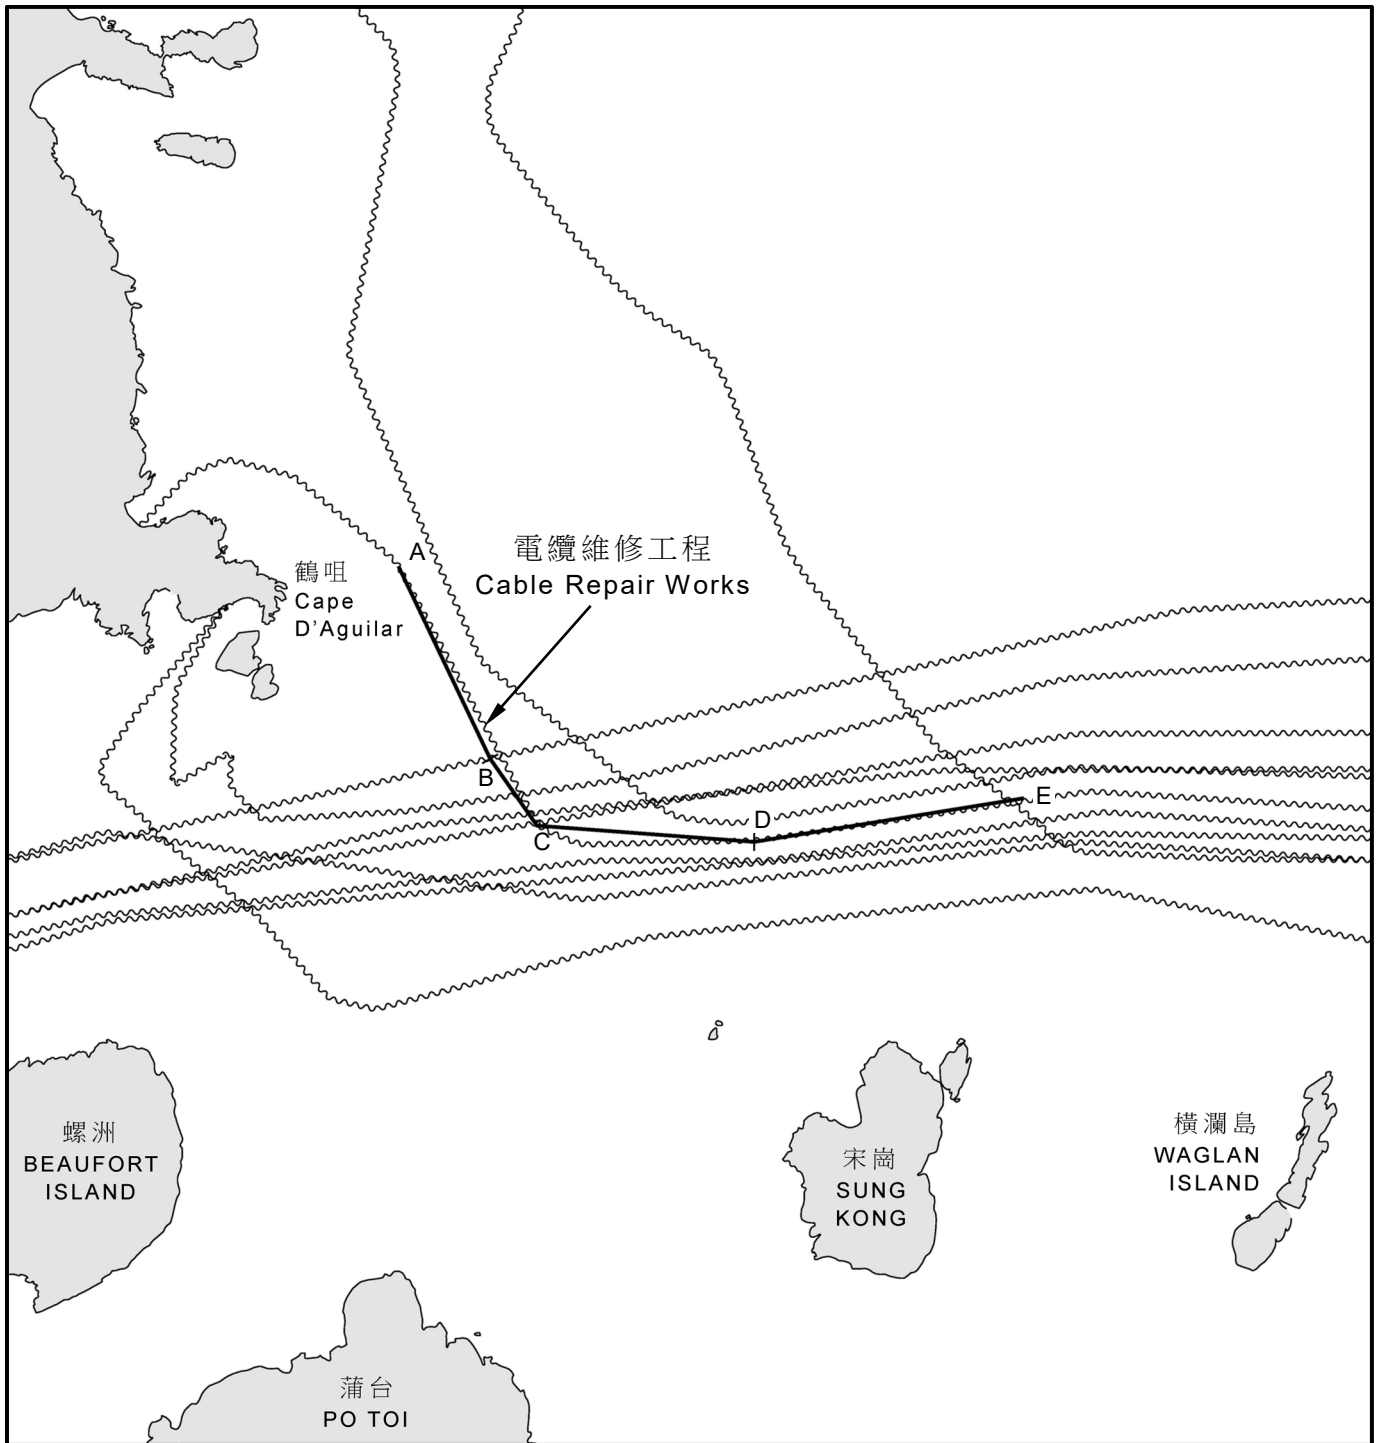 A
電纜維修工程
Cable Repair Works
鶴咀
Cape
D'Aguilar
B
C
D
E
螺洲
BEAUFORT
ISLAND
宋崗
SUNG
KONG
橫瀾島
WAGLAN
ISLAND
蒲台
PO TOI